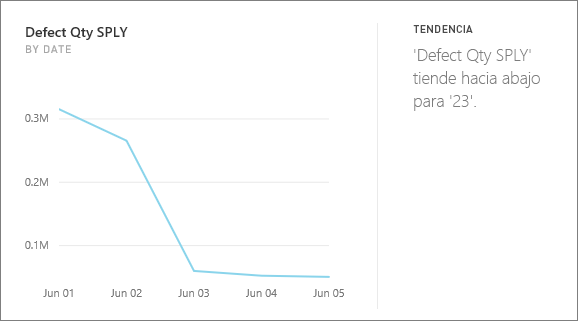 Defect Qty SPLY
BY DATE
0.3M
0.2M
0.1M
Jun 01 Jun 02 Jun 03 Jun 04 Jun 05
TENDENCIA
'Defect Qty SPLY'
tiende hacia abajo
para '23'.